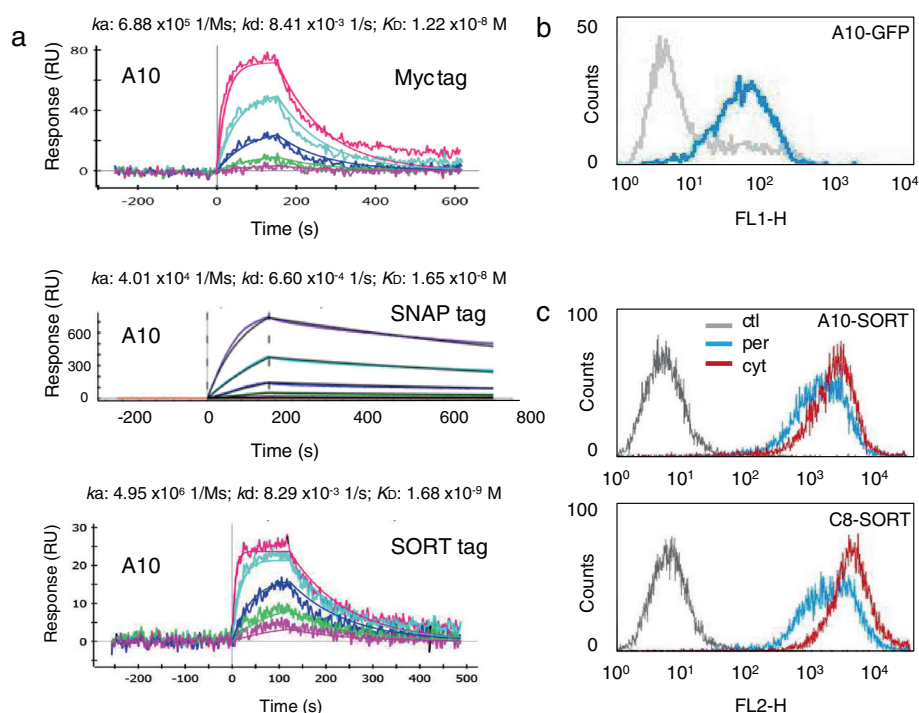 a
ka: 6.88 x10⁵ 1/Ms; kd: 8.41 x10⁻³ 1/s; KD: 1.22 x10⁻⁸ M
A10
Myc tag
Response (RU)
80
40
0
-200
0
200
400
600
Time (s)
ka: 4.01 x10⁴ 1/Ms; kd: 6.60 x10⁻⁴ 1/s; KD: 1.65 x10⁻⁸ M
A10
SNAP tag
Response (RU)
600
300
0
-200
0
200
400
600
800
Time (s)
ka: 4.95 x10⁶ 1/Ms; kd: 8.29 x10⁻³ 1/s; KD: 1.68 x10⁻⁹ M
A10
SORT tag
Response (RU)
30
20
10
0
-200
-100
0
100
200
300
400
500
Time (s)
b
A10-GFP
Counts
50
0
10⁰
10¹
10²
10³
10⁴
FL1-H
c
A10-SORT
ctl
per
cyt
Counts
100
0
10⁰
10¹
10²
10³
10⁴
C8-SORT
Counts
100
0
10⁰
10¹
10²
10³
10⁴
FL2-H